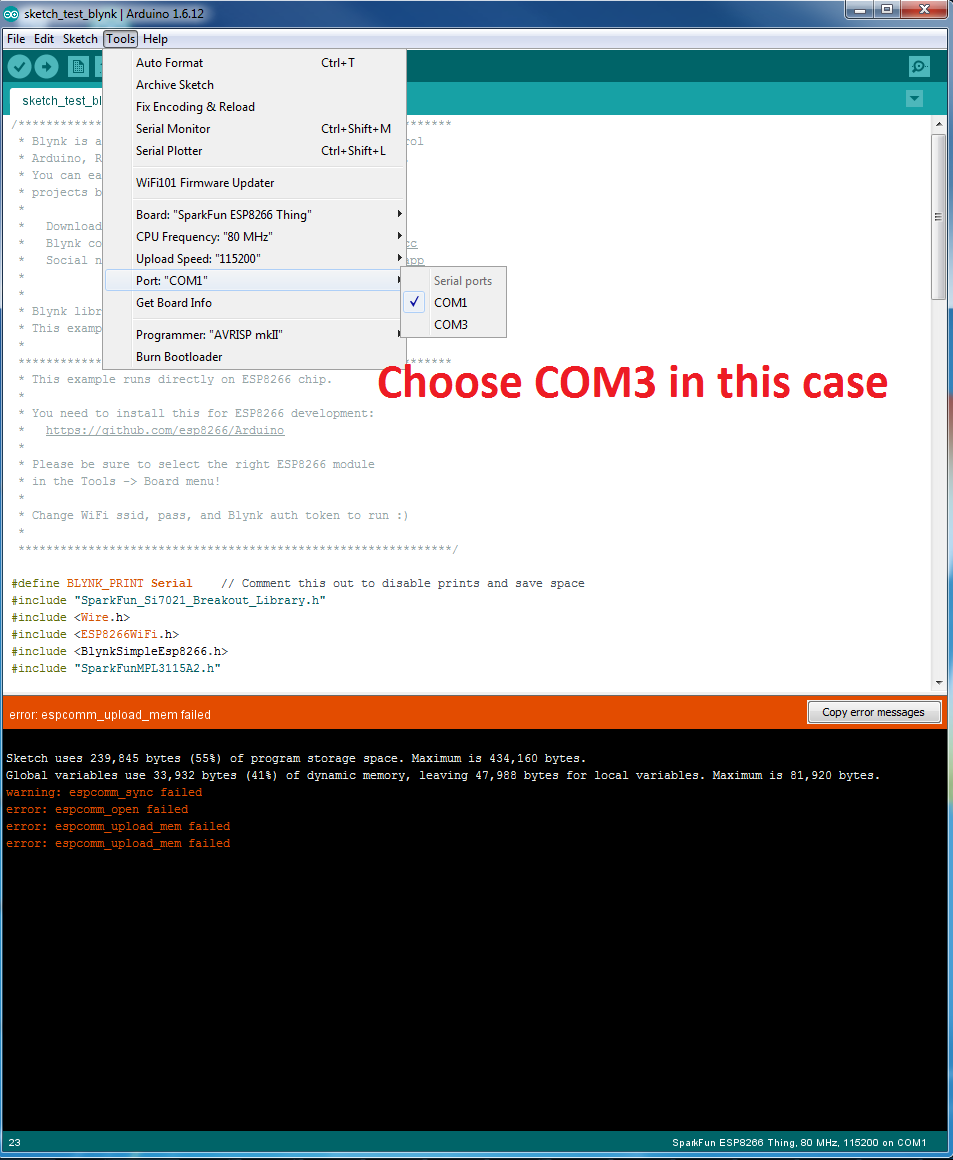 sketch_test_blynk | Arduino 1.6.12
File Edit Sketch Tools Help
sketch_test_bl
Auto Format Ctrl+T
Archive Sketch
Fix Encoding & Reload
Serial Monitor Ctrl+Shift+M
Serial Plotter Ctrl+Shift+L
WiFi101 Firmware Updater
Board: "SparkFun ESP8266 Thing"
CPU Frequency: "80 MHz"
Upload Speed: "115200"
Port: "COM1"
Get Board Info
Programmer: "AVRISP mkII"
Burn Bootloader
Serial ports
COM1
COM3
Choose COM3 in this case
/************ **************
* Blynk is a rol
* Arduino, R
* You can ea
* projects b
*
* Download
* Blynk co cc
* Social n app
*
*
* Blynk libr
* This examp
*
************ **************
* This example runs directly on ESP8266 chip.
*
* You need to install this for ESP8266 development:
* https://github.com/esp8266/Arduino
*
* Please be sure to select the right ESP8266 module
* in the Tools -> Board menu!
*
* Change WiFi ssid, pass, and Blynk auth token to run :)
*
**************************************************************/
#define BLYNK_PRINT Serial // Comment this out to disable prints and save space
#include "SparkFun_Si7021_Breakout_Library.h"
#include <Wire.h>
#include <ESP8266WiFi.h>
#include <BlynkSimpleEsp8266.h>
#include "SparkFunMPL3115A2.h"
error: espcomm_upload_mem failed
Copy error messages
Sketch uses 239,845 bytes (55%) of program storage space. Maximum is 434,160 bytes.
Global variables use 33,932 bytes (41%) of dynamic memory, leaving 47,988 bytes for local variables. Maximum is 81,920 bytes.
warning: espcomm_sync failed
error: espcomm_open failed
error: espcomm_upload_mem failed
error: espcomm_upload_mem failed
23
SparkFun ESP8266 Thing, 80 MHz, 115200 on COM1